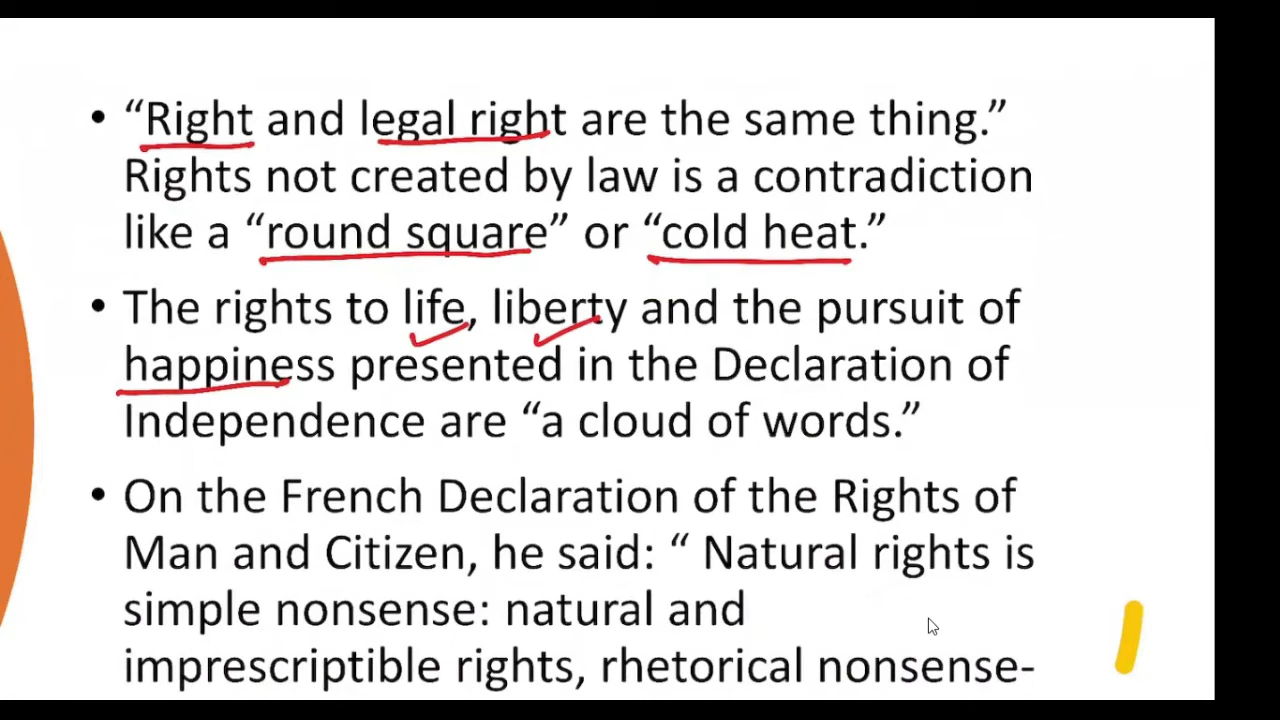 • “Right and legal right are the same thing.”
Rights not created by law is a contradiction
like a “round square” or “cold heat.”
• The rights to life, liberty and the pursuit of
happiness presented in the Declaration of
Independence are “a cloud of words.”
• On the French Declaration of the Rights of
Man and Citizen, he said: “ Natural rights is
simple nonsense: natural and
imprescriptible rights, rhetorical nonsense-